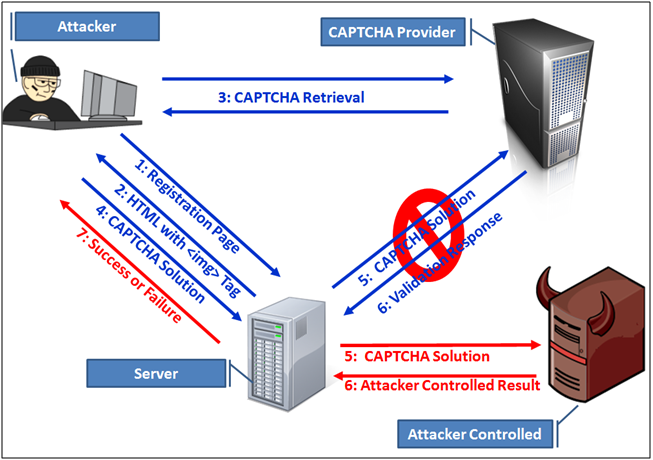 Attacker
CAPTCHA Provider
3: CAPTCHA Retrieval
1: Registration Page
2: HTML with <img> Tag
4: CAPTCHA Solution
7: Success or Failure
5: CAPTCHA Solution
6: Validation Response
Server
5: CAPTCHA Solution
6: Attacker Controlled Result
Attacker Controlled